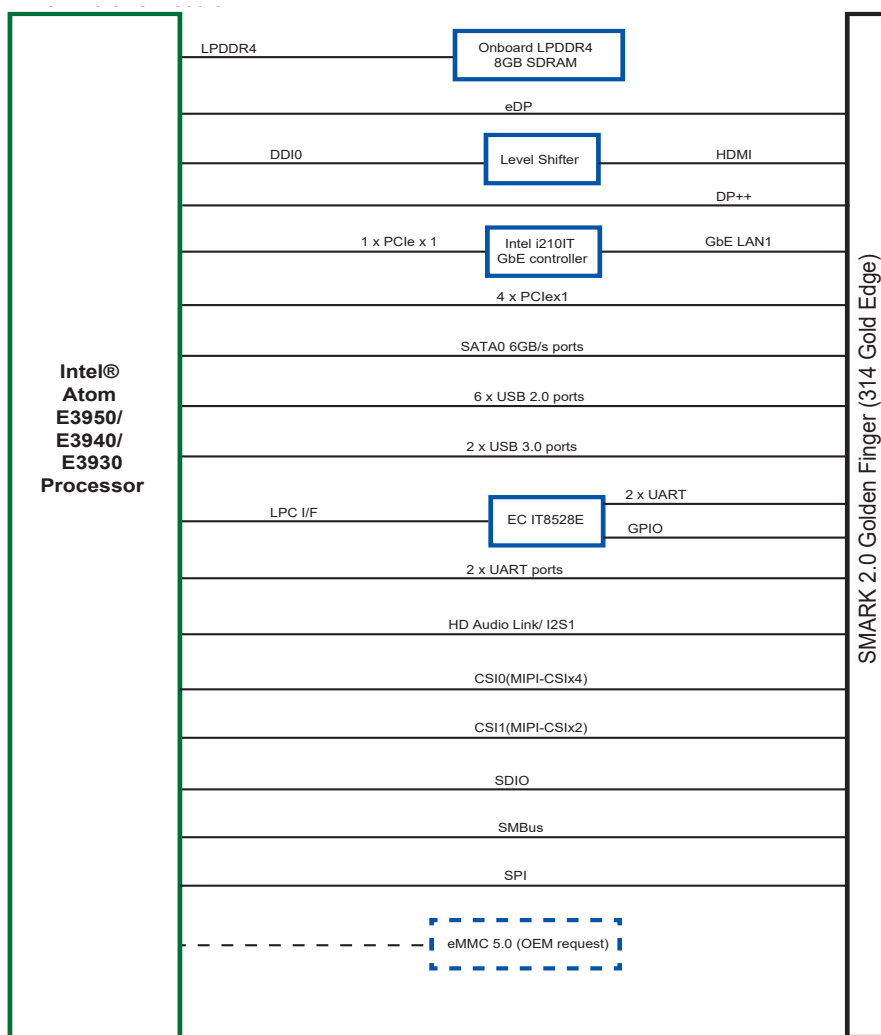 LPDDR4
Onboard LPDDR4
8GB SDRAM
eDP
DDI0
Level Shifter
HDMI
DP++
1 x PCIe x 1
Intel i210IT
GbE controller
GbE LAN1
4 x PCIex1
SATA0 6GB/s ports
Intel®
Atom
E3950/
E3940/
E3930
Processor
6 x USB 2.0 ports
2 x USB 3.0 ports
LPC I/F
EC IT8528E
2 x UART
GPIO
2 x UART ports
HD Audio Link/ I2S1
CSI0(MIPI-CSIx4)
CSI1(MIPI-CSIx2)
SDIO
SMBus
SPI
eMMC 5.0 (OEM request)
SMARK 2.0 Golden Finger (314 Gold Edge)